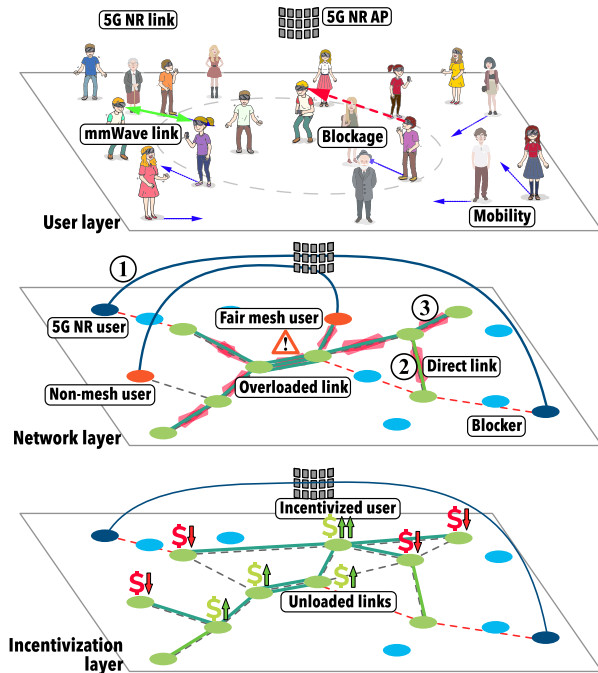 5G NR link
5G NR AP
mmWave link
Blockage
Mobility
User layer
1
3
5G NR user
Fair mesh user
!
2
Direct link
Overloaded link
Non-mesh user
Blocker
Network layer
Incentivized user
$
$
$
$
$
$
$
$
Unloaded links
Incentivization
layer